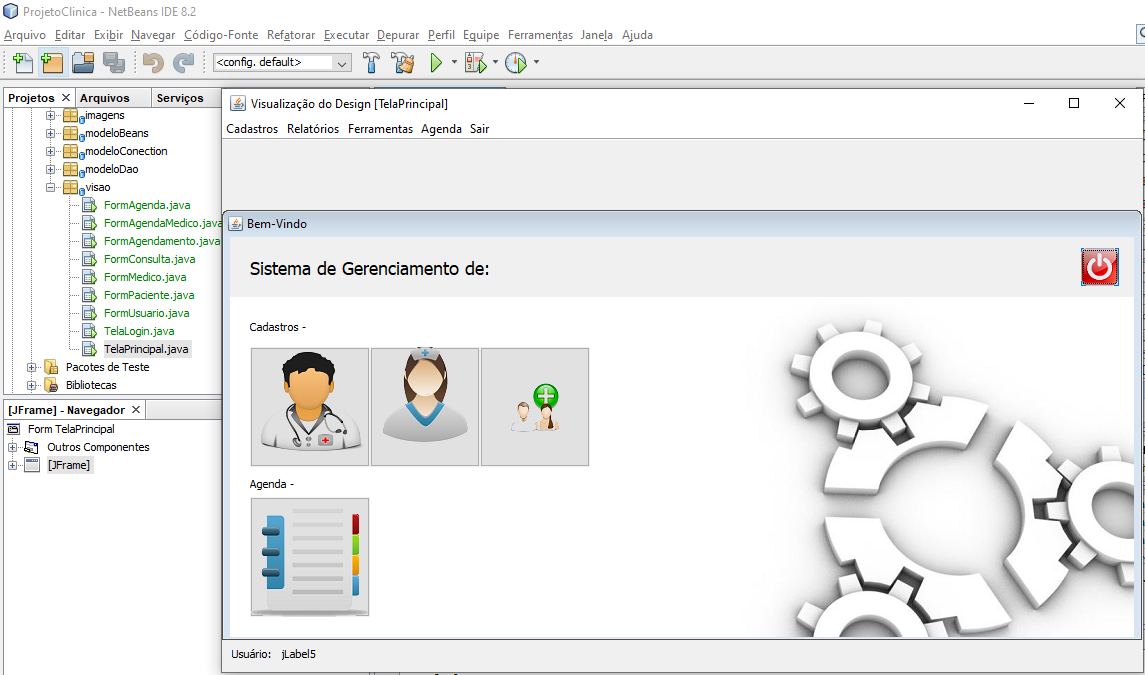 ProjetoClinica - NetBeans IDE 8.2
Arquivo Editar Exibir Navegar Código-Fonte Refatorar Executar Depurar Perfil Equipe Ferramentas Janela Ajuda
<config. default>
Projetos Arquivos Serviços
imagens
modeloBeans
modeloConection
modeloDao
visao
FormAgenda.java
FormAgendaMedico.java
FormAgendamento.java
FormConsulta.java
FormMedico.java
FormPaciente.java
FormUsuario.java
TelaLogin.java
TelaPrincipal.java
Pacotes de Teste
Bibliotecas
[JFrame] - Navegador
Form TelaPrincipal
Outros Componentes
[JFrame]
Visualização do Design [TelaPrincipal]
Cadastros Relatórios Ferramentas Agenda Sair
Bem-Vindo
Sistema de Gerenciamento de:
Cadastros -
Agenda -
Usuário: jLabel5